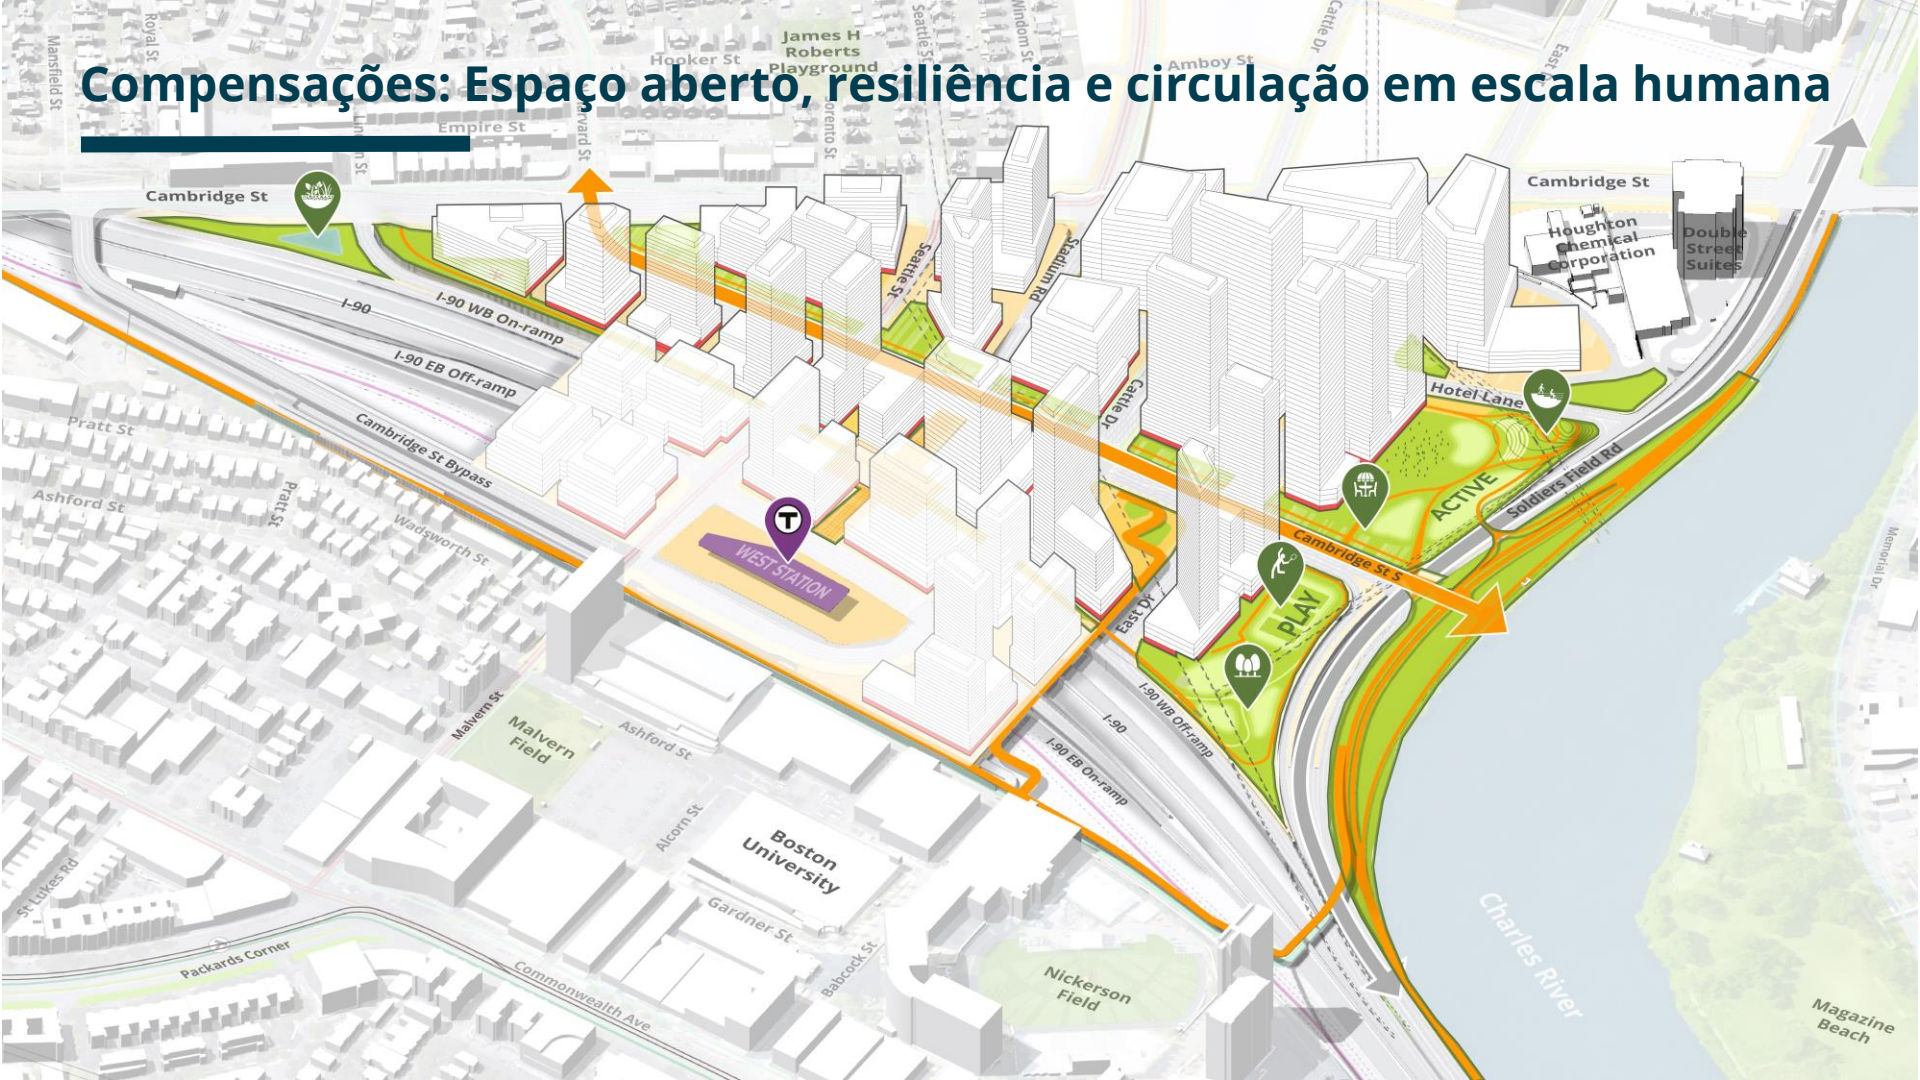 Mansfield St
Royal St
James H
Roberts
Playground
Hooker St
Seattle St
Windom St
Amboy St
Cattle Dr
Compensações: Espaço aberto, resiliência e circulação em escala humana
Empire St
Cambridge St
Cambridge St
Houghton
Chemical
Corporation
Double
Street
Suites
Seattle St
Stadium Rd
I-90
I-90 WB On-ramp
I-90 EB Off-ramp
Cattle Dr
Hotel Lane
Pratt St
Cambridge St Bypass
Soldiers Field Rd
ACTIVE
Ashford St
Pratt St
Wadsworth St
T
WEST STATION
Cambridge St S
Memorial Dr
East Dr
PLAY
Malvern St
Malvern
Field
Ashford St
I-90 WB Off-ramp
I-90
I-90 EB On-ramp
Alcorn St
Boston
University
St Lukes Rd
Gardner St
Packards Corner
Babcock St
Commonwealth Ave
Nickerson
Field
Charles River
Magazine
Beach